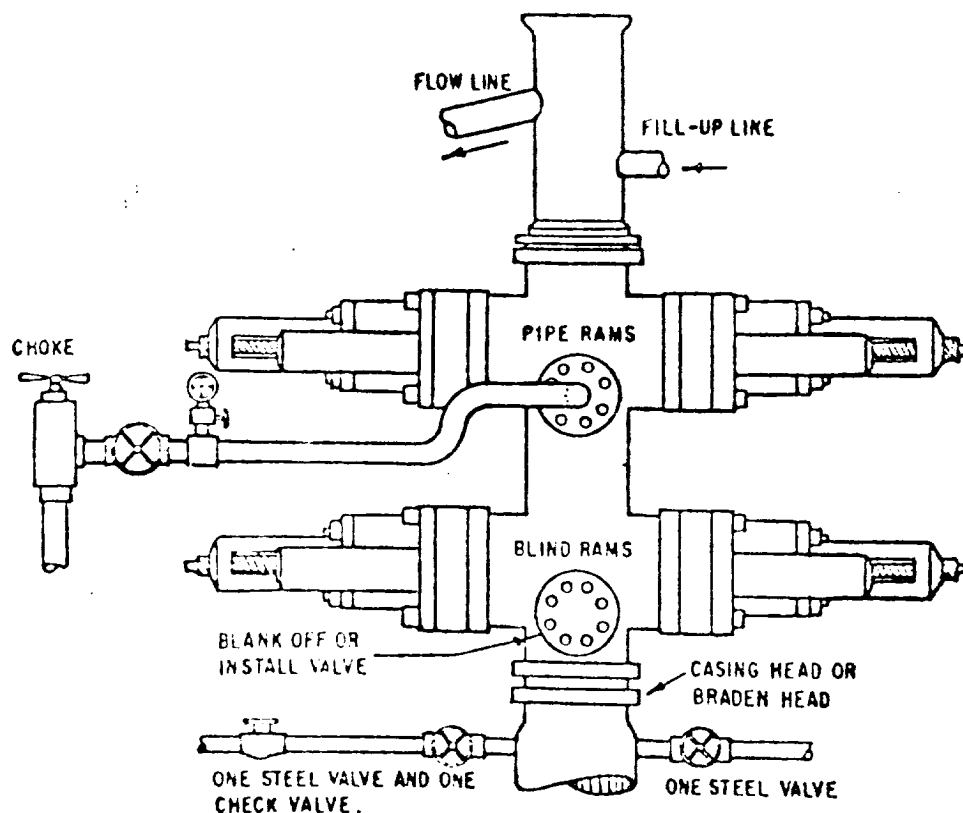 FLOW LINE
FILL-UP LINE
PIPE RAMS
CHOKE
BLIND RAMS
BLANK OFF OR
INSTALL VALVE
CASING HEAD OR
BRADEN HEAD
ONE STEEL VALVE AND ONE
CHECK VALVE.
ONE STEEL VALVE